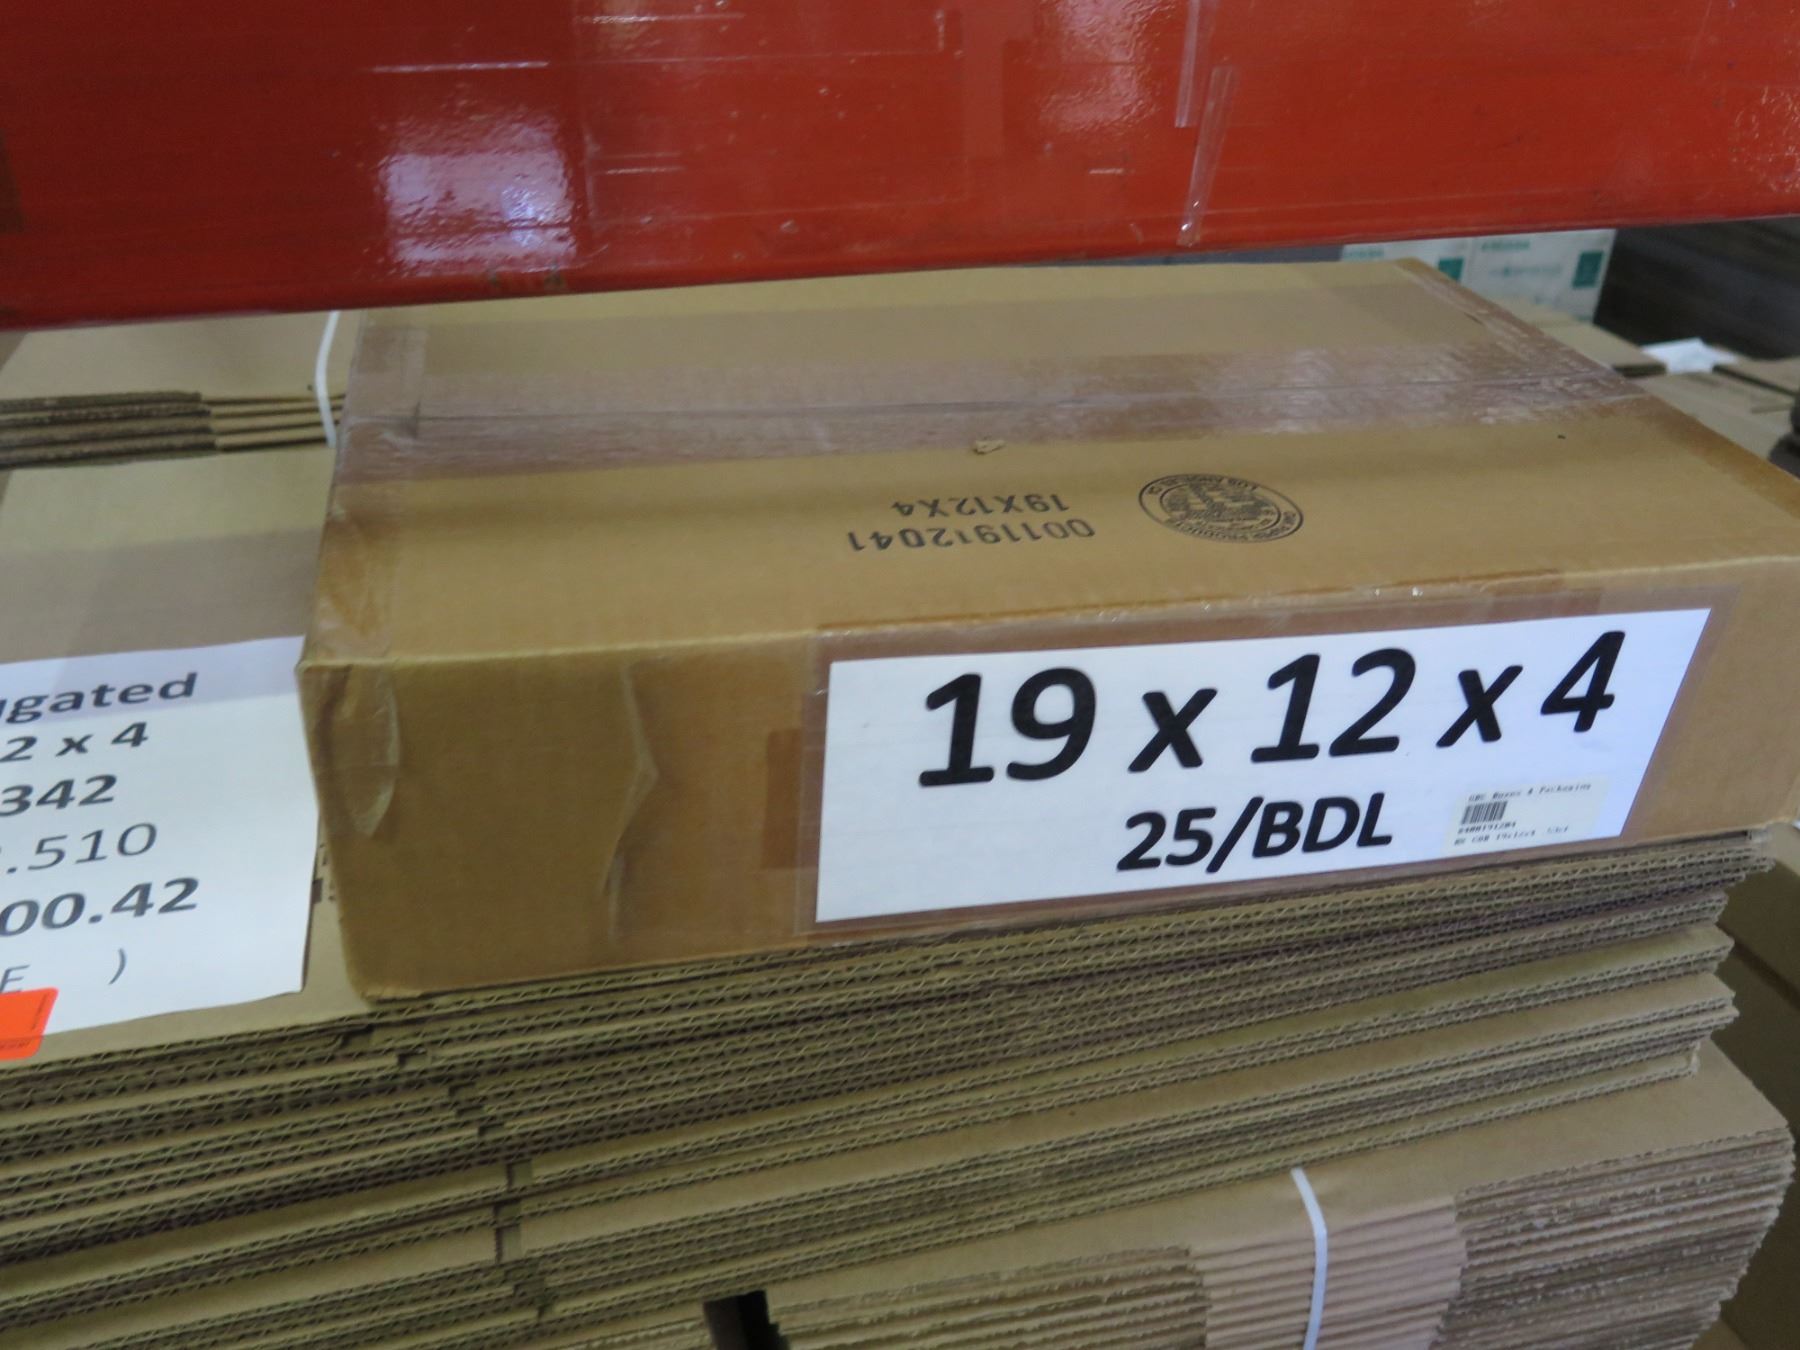 0011912041
19X12X4
19 x 12 x 4
25/BDL
ugated
2 x 4
342
.510
00.42
E )